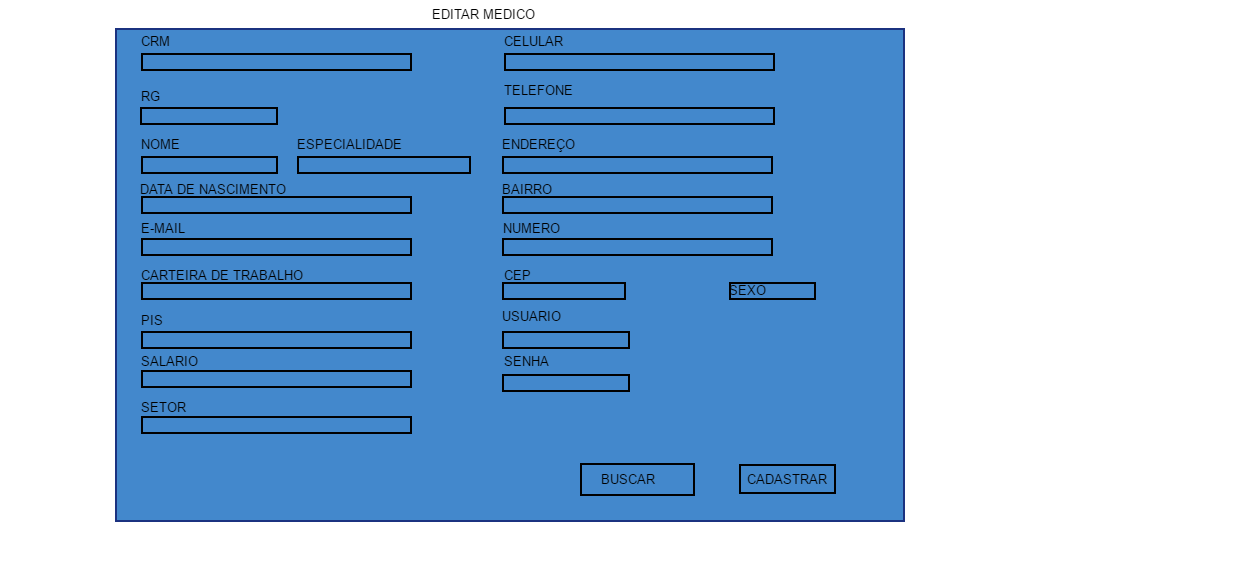 EDITAR MEDICO
CRM
CELULAR
RG
TELEFONE
NOME
ESPECIALIDADE
ENDEREÇO
DATA DE NASCIMENTO
BAIRRO
E-MAIL
NUMERO
CARTEIRA DE TRABALHO
CEP
SEXO
PIS
USUARIO
SALARIO
SENHA
SETOR
BUSCAR
CADASTRAR